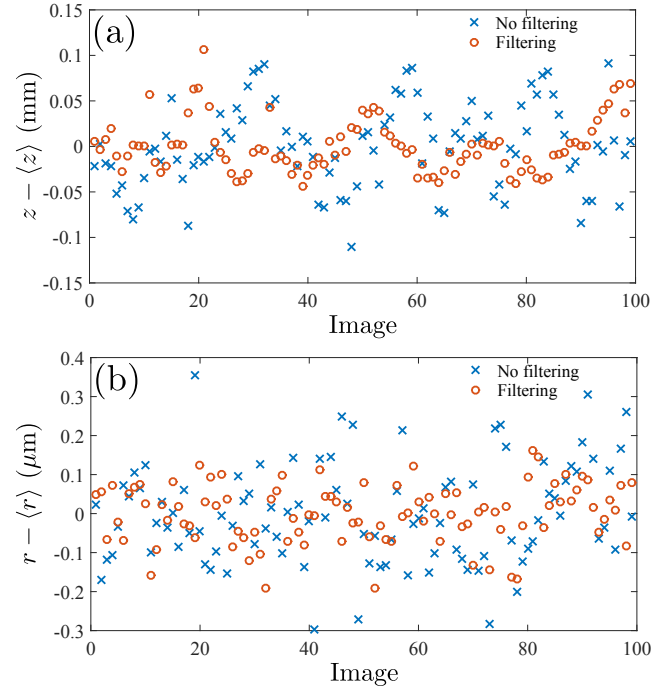 (a)
No filtering
Filtering
0.15
0.1
0.05
0
-0.05
-0.1
-0.15
z − ⟨z⟩ (mm)
0 20 40 60 80 100
Image
(b)
No filtering
Filtering
0.4
0.3
0.2
0.1
0
-0.1
-0.2
-0.3
r − ⟨r⟩ (μm)
0 20 40 60 80 100
Image